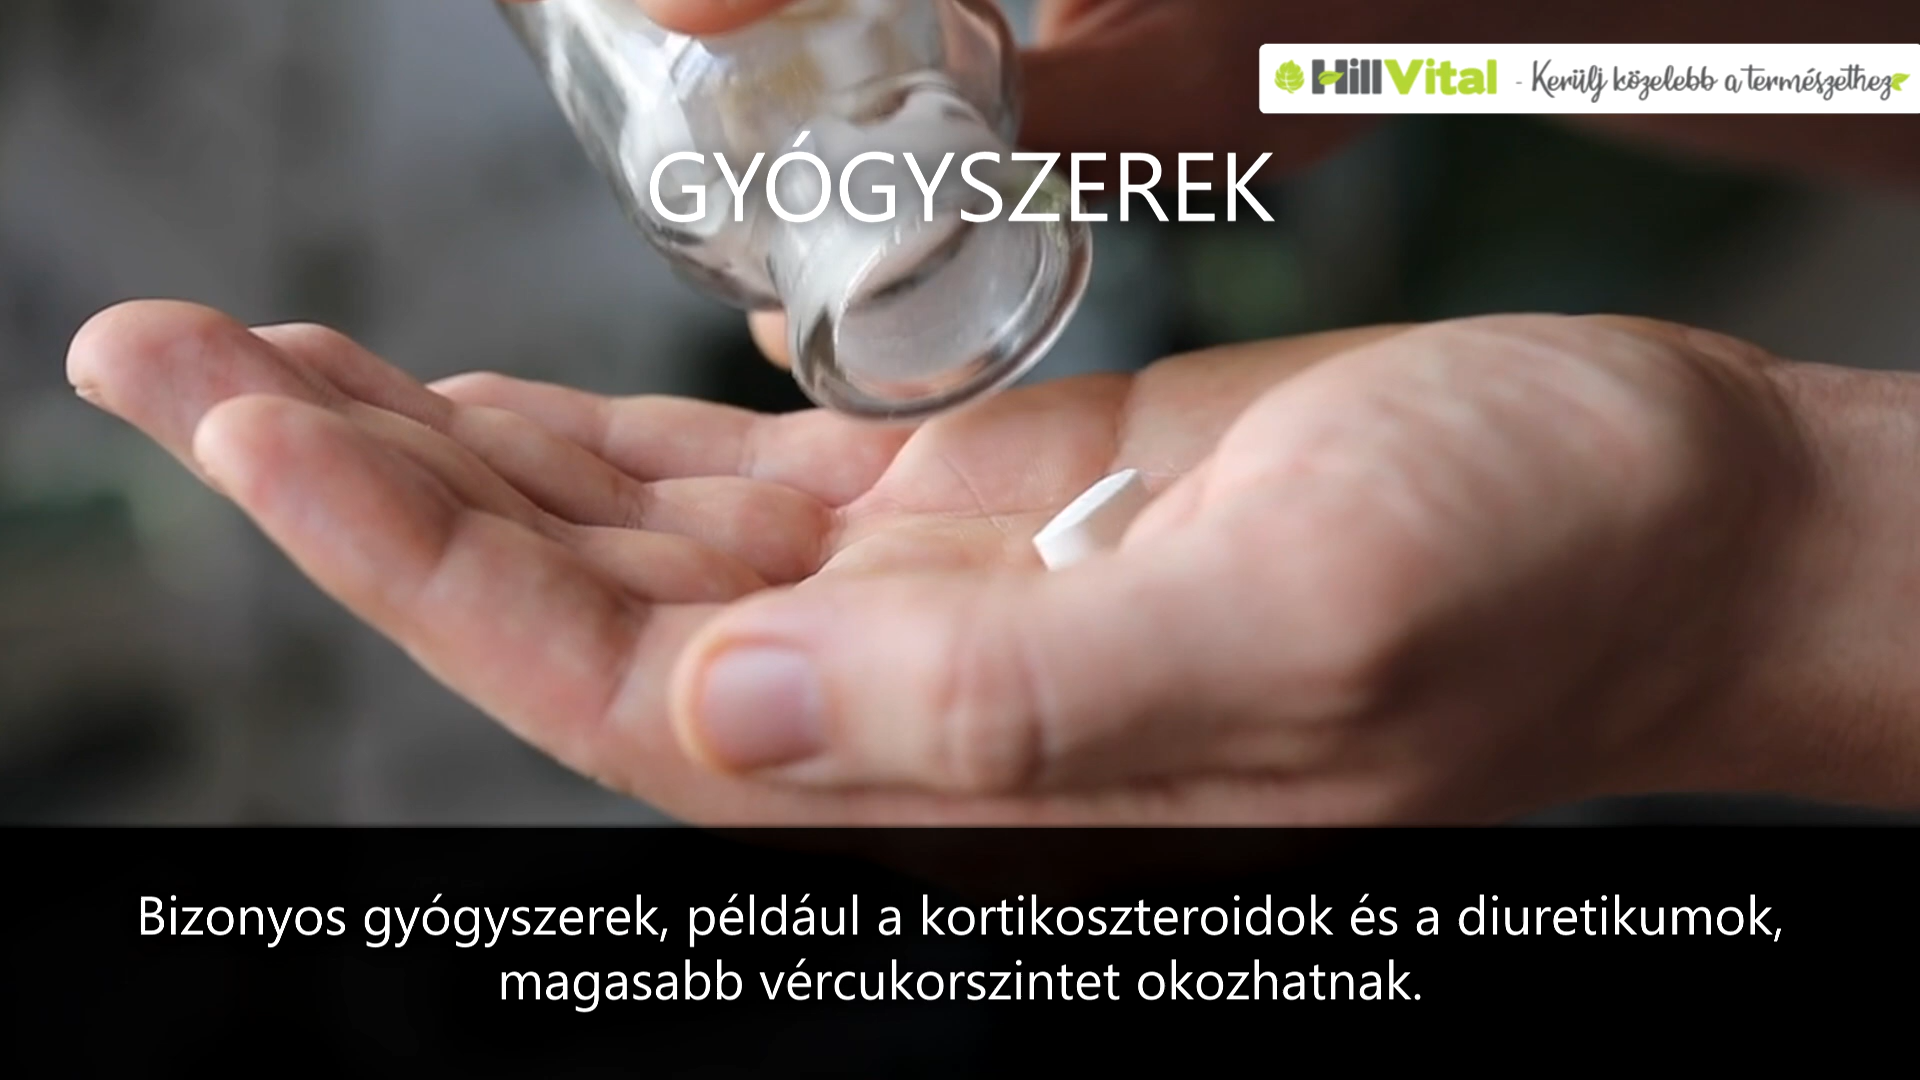 HillVital - Kerülj közelebb a természethez
GYÓGYSZEREK
Bizonyos gyógyszerek, például a kortikoszteroidok és a diuretikumok,
magasabb vércukorszintet okozhatnak.